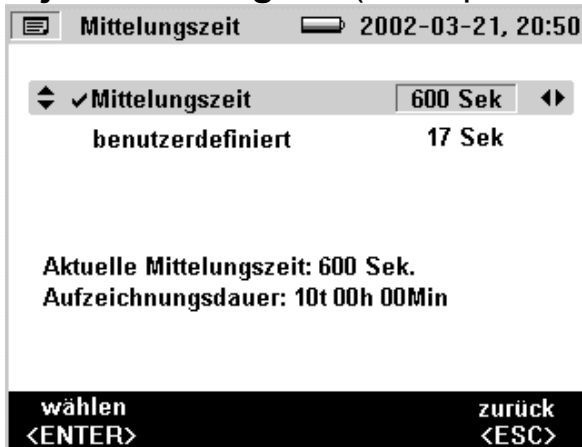 Mittelungszeit 2002-03-21, 20:50
✓Mittelungszeit 600 Sek
benutzerdefiniert 17 Sek
Aktuelle Mittelungszeit: 600 Sek.
Aufzeichnungsdauer: 10t 00h 00Min
wählen zurück
<ENTER> <ESC>